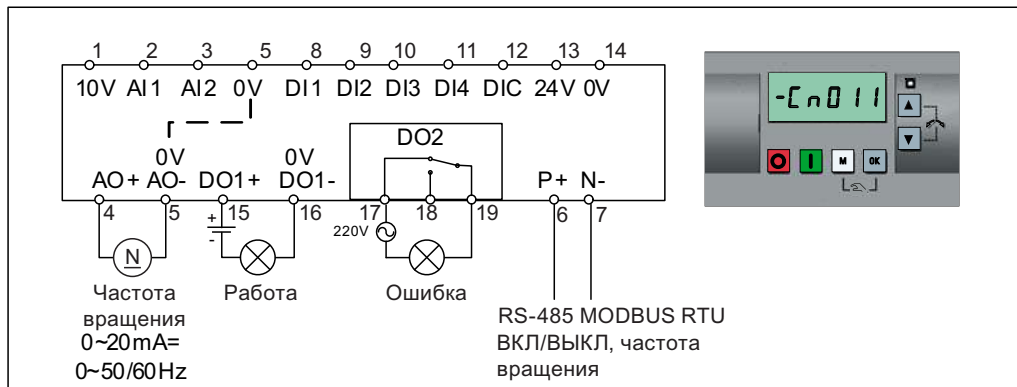 1 2 3 5 8 9 10 11 12 13 14
10V AI1 AI2 0V DI1 DI2 DI3 DI4 DIC 24V 0V
-Cn011
DO2
0V 0V
AO+ AO- DO1+ DO1- P+ N-
M OK
4 5 15 16 17 18 19 6 7
+
-
220V
N
Частота вращения
0~20mA=
0~50/60Hz
Работа
Ошибка
RS-485 MODBUS RTU
ВКЛ/ВЫКЛ, частота
вращения